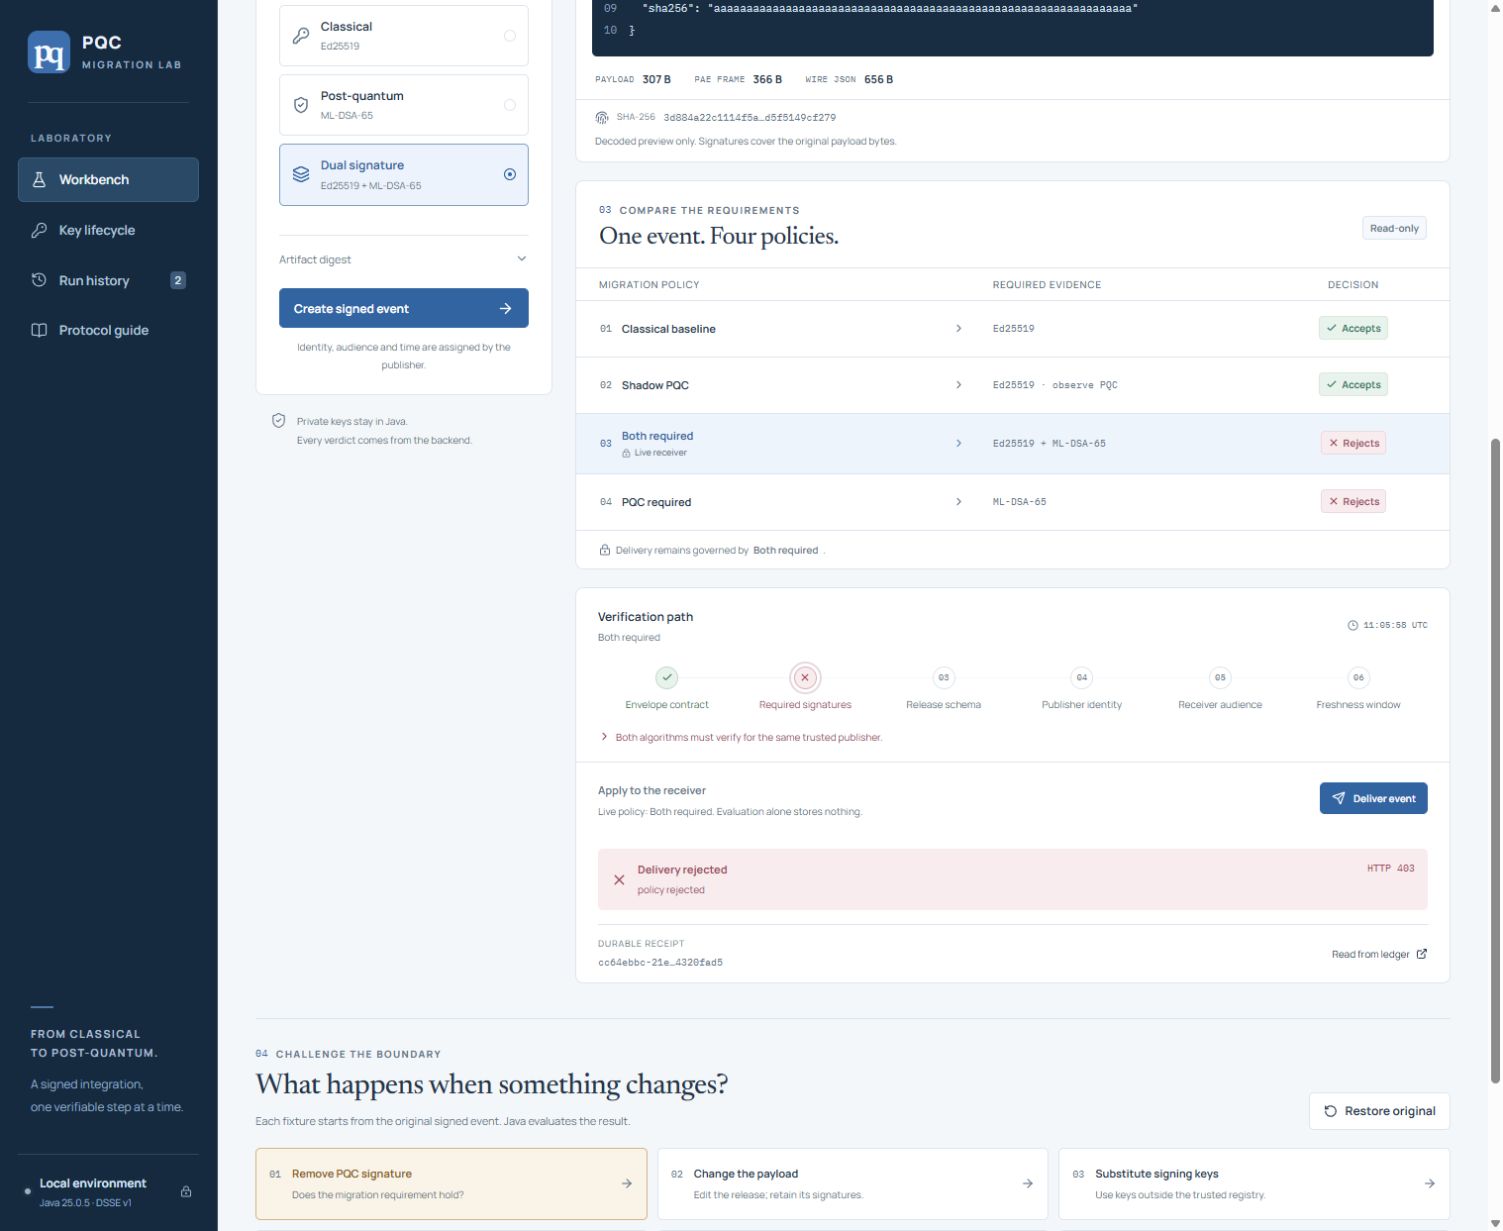 pq
PQC
MIGRATION LAB
LABORATORY
Workbench
Key lifecycle
Run history 2
Protocol guide
FROM CLASSICAL
TO POST-QUANTUM.
A signed integration,
one verifiable step at a time.
Local environment
Java 25.0.5 · DSSE v1
Classical
Ed25519
Post-quantum
ML-DSA-65
Dual signature
Ed25519 + ML-DSA-65
Artifact digest
Create signed event
Identity, audience and time are assigned by the
publisher.
Private keys stay in Java.
Every verdict comes from the backend.
09 "sha256": "aaaaaaaaaaaaaaaaaaaaaaaaaaaaaaaaaaaaaaaaaaaaaaaaaaaaaaaaaaaaaaaa"
10 }
PAYLOAD 307 B PAE FRAME 366 B WIRE JSON 656 B
SHA-256 3d884a22c1114f5a…d5f5149cf279
Decoded preview only. Signatures cover the original payload bytes.
03 COMPARE THE REQUIREMENTS
One event. Four policies.
Read-only
MIGRATION POLICY REQUIRED EVIDENCE DECISION
01 Classical baseline Ed25519 Accepts
02 Shadow PQC Ed25519 · observe PQC Accepts
03 Both required Ed25519 + ML-DSA-65 Rejects
Live receiver
04 PQC required ML-DSA-65 Rejects
Delivery remains governed by Both required .
Verification path
Both required
11:05:58 UTC
03 04 05 06
Envelope contract Required signatures Release schema Publisher identity Receiver audience Freshness window
Both algorithms must verify for the same trusted publisher.
Apply to the receiver
Live policy: Both required. Evaluation alone stores nothing.
Deliver event
Delivery rejected HTTP 403
policy rejected
DURABLE RECEIPT
cc64ebbc-21e…4320fad5
Read from ledger
04 CHALLENGE THE BOUNDARY
What happens when something changes?
Each fixture starts from the original signed event. Java evaluates the result.
Restore original
01 Remove PQC signature
Does the migration requirement hold?
02 Change the payload
Edit the release; retain its signatures.
03 Substitute signing keys
Use keys outside the trusted registry.